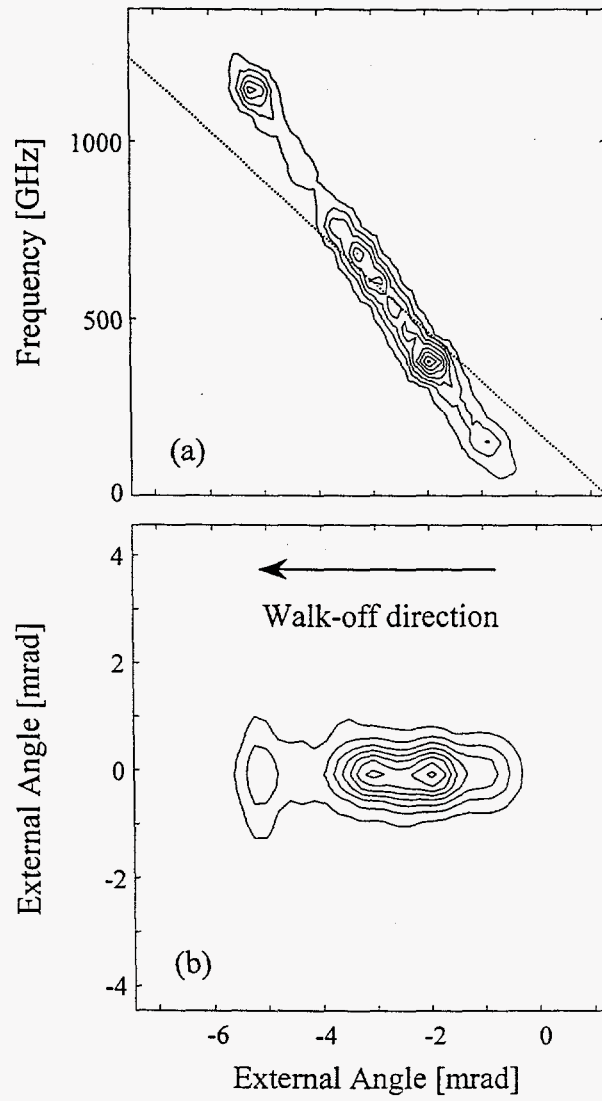 Frequency [GHz]
1000
500
0
(a)
External Angle [mrad]
4
2
0
-2
-4
Walk-off direction
(b)
-6
-4
-2
0
External Angle [mrad]